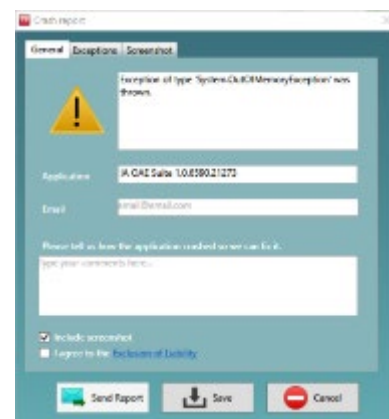 Crash report
General Exceptions Screenshot
Exception of type 'System.OutOfMemoryException' was
thrown.
Application
IA OAE Suite 1.0.6590.21273
Email
email@email.com
Please tell us how the application crashed so we can fix it.
type your comments here...
Include screenshot
I agree to the Exclusion of Liability
Send Report Save Cancel